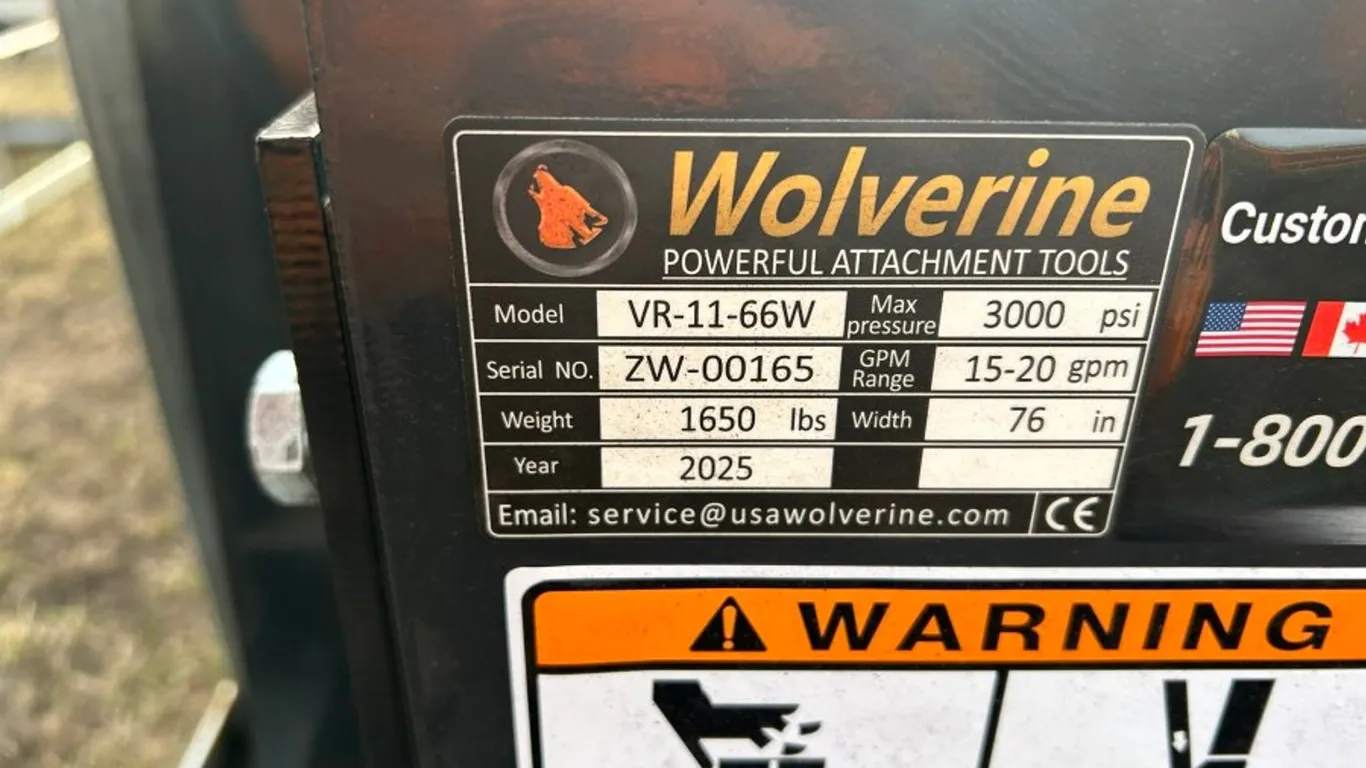 Wolverine
POWERFUL ATTACHMENT TOOLS
Model VR-11-66W Max pressure 3000 psi
Serial NO. ZW-00165 GPM Range 15-20 gpm
Weight 1650 lbs Width 76 in
Year 2025
Email: service@usawolverine.com CE
1-800
WARNING